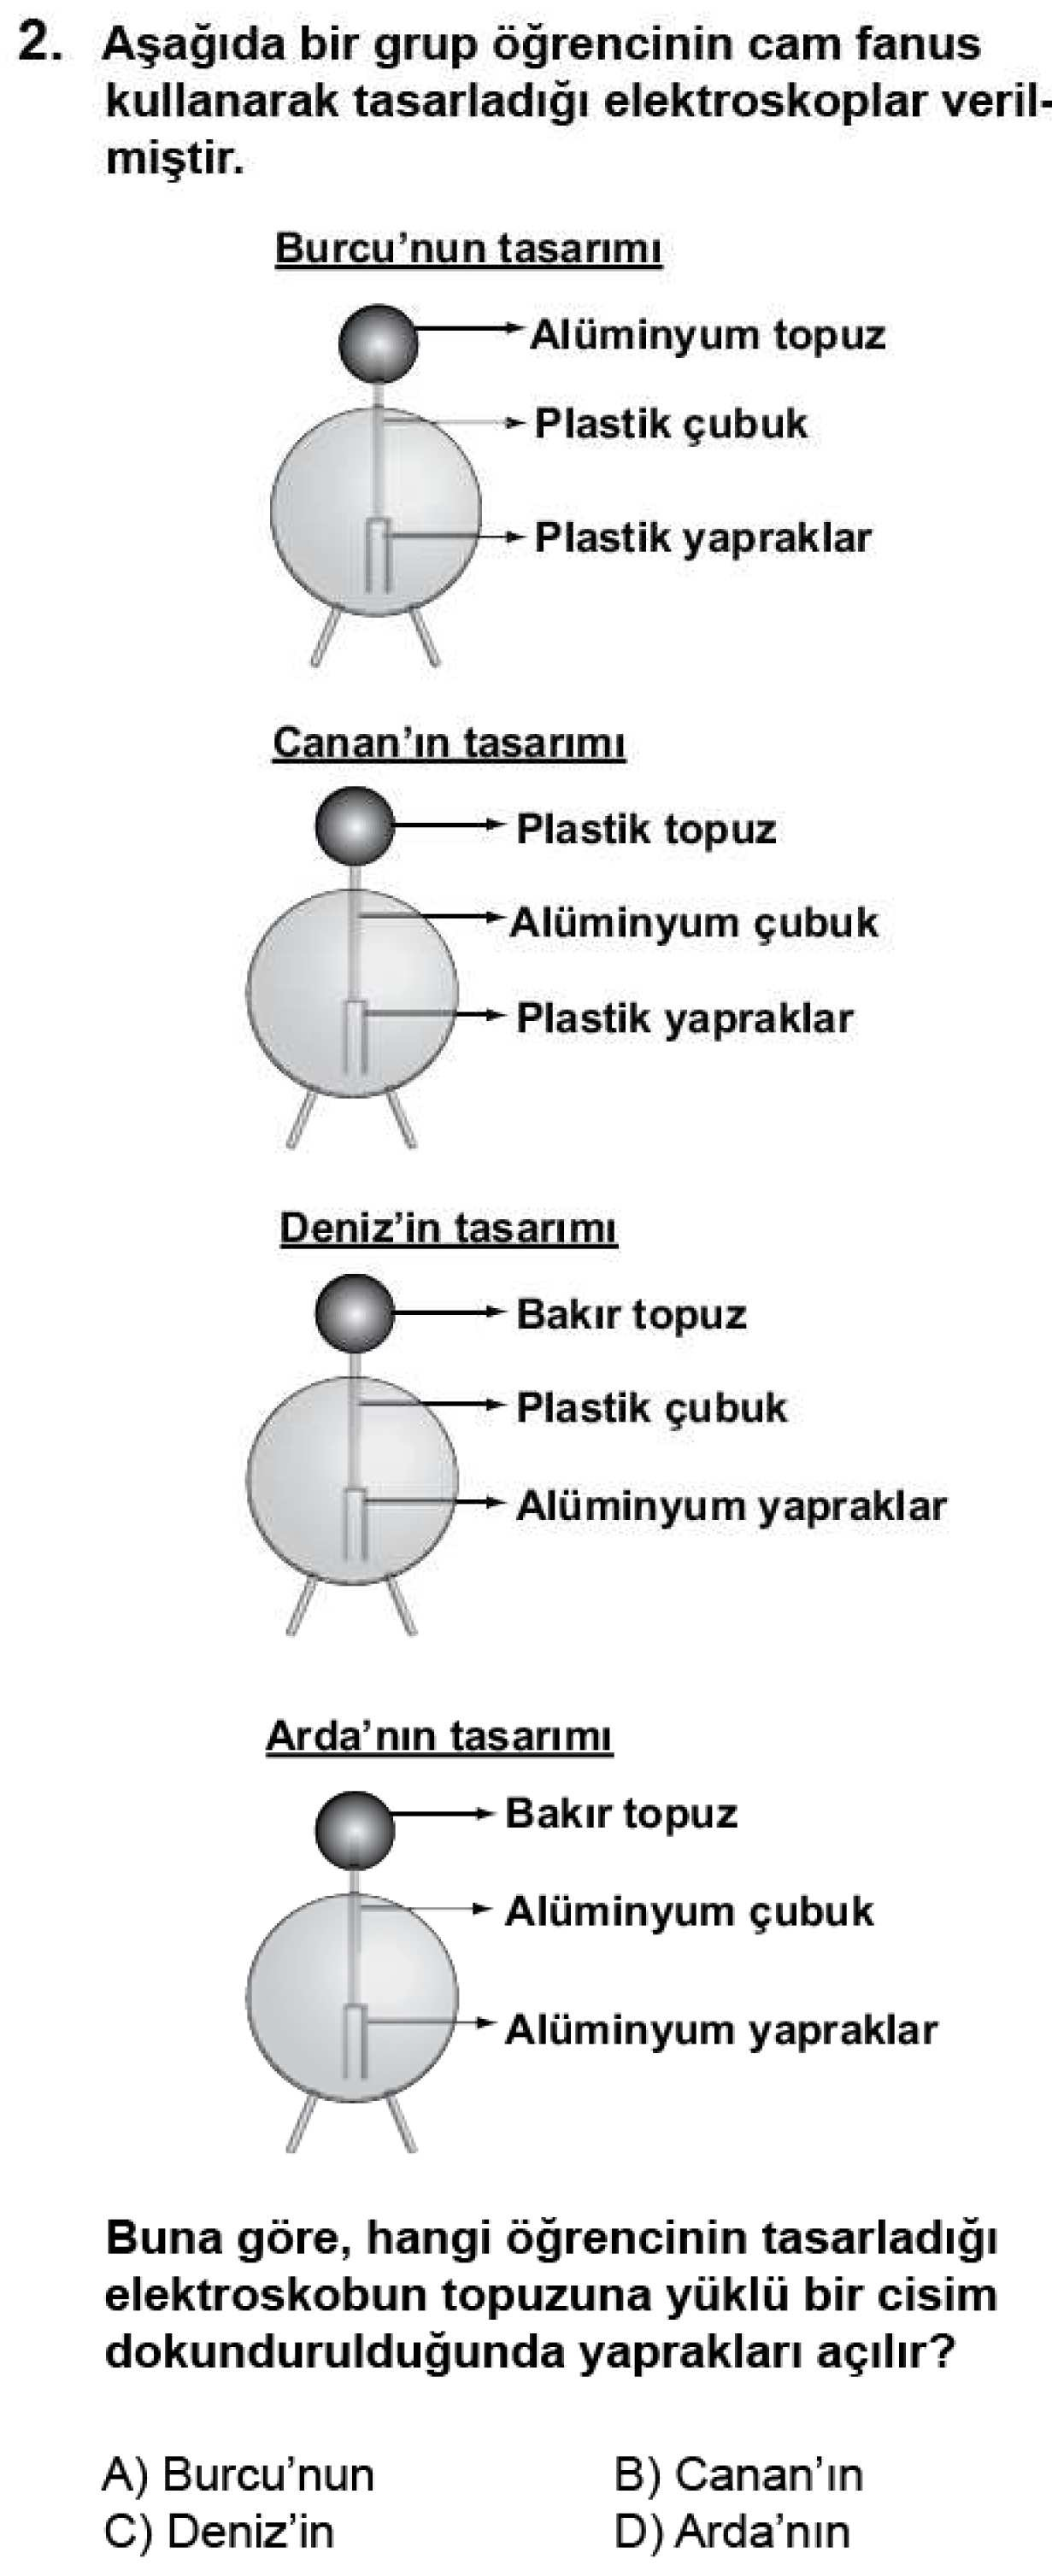 2. Aşağıda bir grup öğrencinin cam fanus
kullanarak tasarladığı elektroskoplar veril-
miştir.
Burcu'nun tasarımı
Alüminyum topuz
Plastik çubuk
Plastik yapraklar
Canan'ın tasarımı
Plastik topuz
Alüminyum çubuk
Plastik yapraklar
Deniz'in tasarımı
Bakır topuz
Plastik çubuk
Alüminyum yapraklar
Arda'nın tasarımı
Bakır topuz
Alüminyum çubuk
Alüminyum yapraklar
Buna göre, hangi öğrencinin tasarladığı
elektroskobun topuzuna yüklü bir cisim
dokundurulduğunda yaprakları açılır?
A) Burcu'nun B) Canan'ın
C) Deniz'in D) Arda'nın